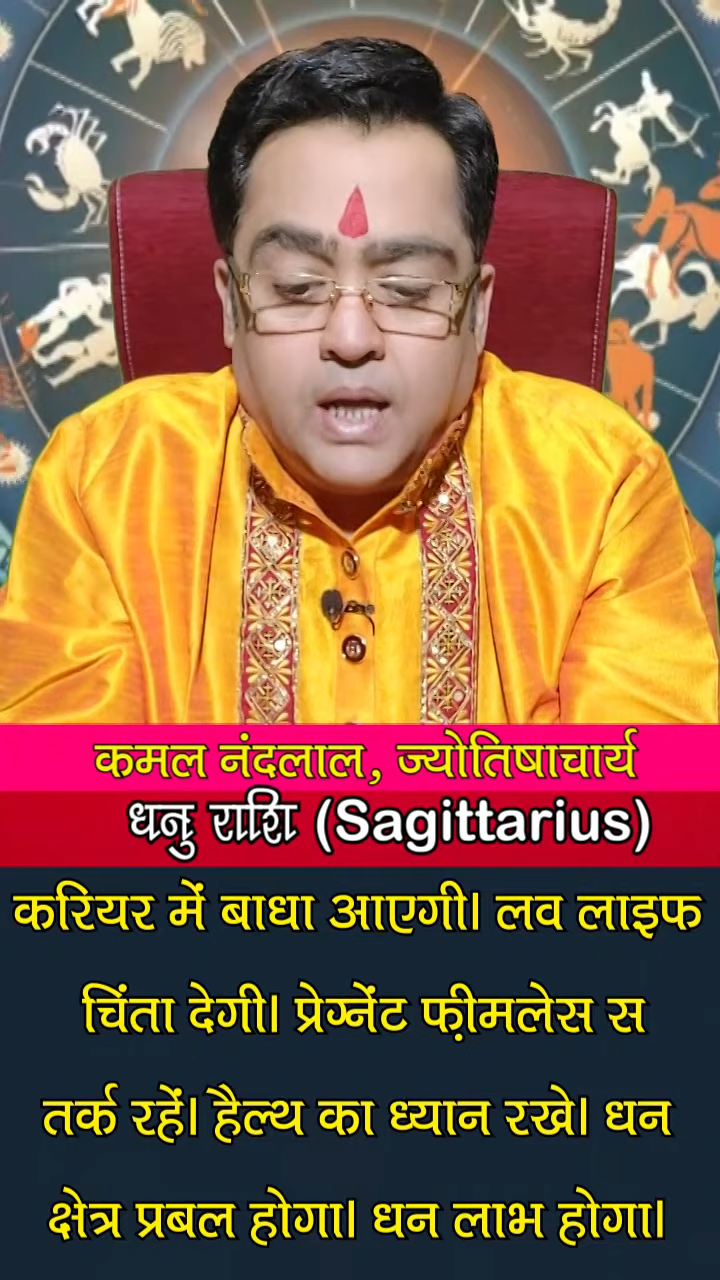 कमल नंदलाल, ज्योतिषाचार्य
धनु राशि (Sagittarius)
करियर में बाधा आएगी। लव लाइफ
चिंता देगी। प्रेग्नेंट फ़ीमलेस स
तर्क रहें। हैल्थ का ध्यान रखे। धन
क्षेत्र प्रबल होगा। धन लाभ होगा।